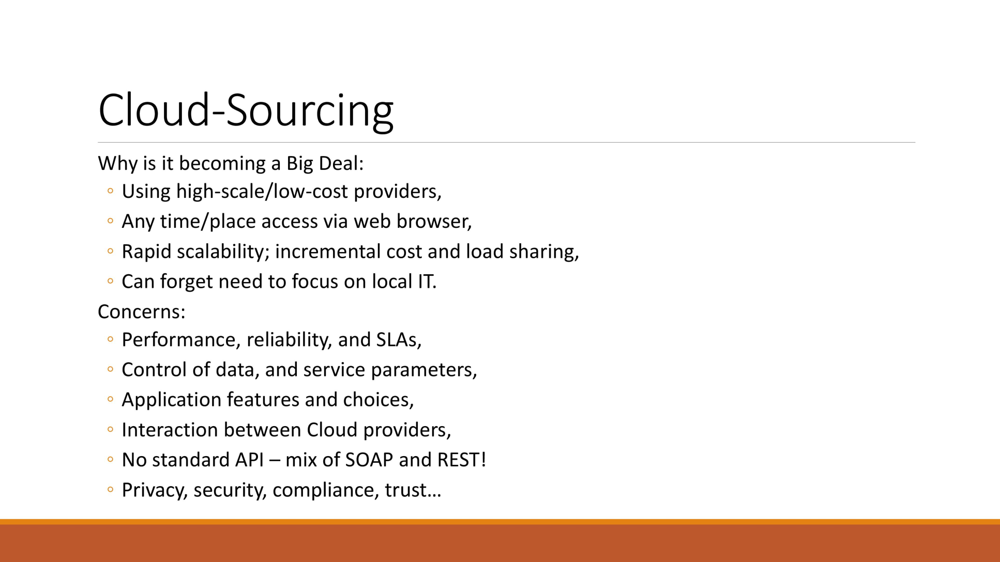 Cloud-Sourcing
Why is it becoming a Big Deal:
◦ Using high-scale/low-cost providers,
◦ Any time/place access via web browser,
◦ Rapid scalability; incremental cost and load sharing,
◦ Can forget need to focus on local IT.
Concerns:
◦ Performance, reliability, and SLAs,
◦ Control of data, and service parameters,
◦ Application features and choices,
◦ Interaction between Cloud providers,
◦ No standard API – mix of SOAP and REST!
◦ Privacy, security, compliance, trust…